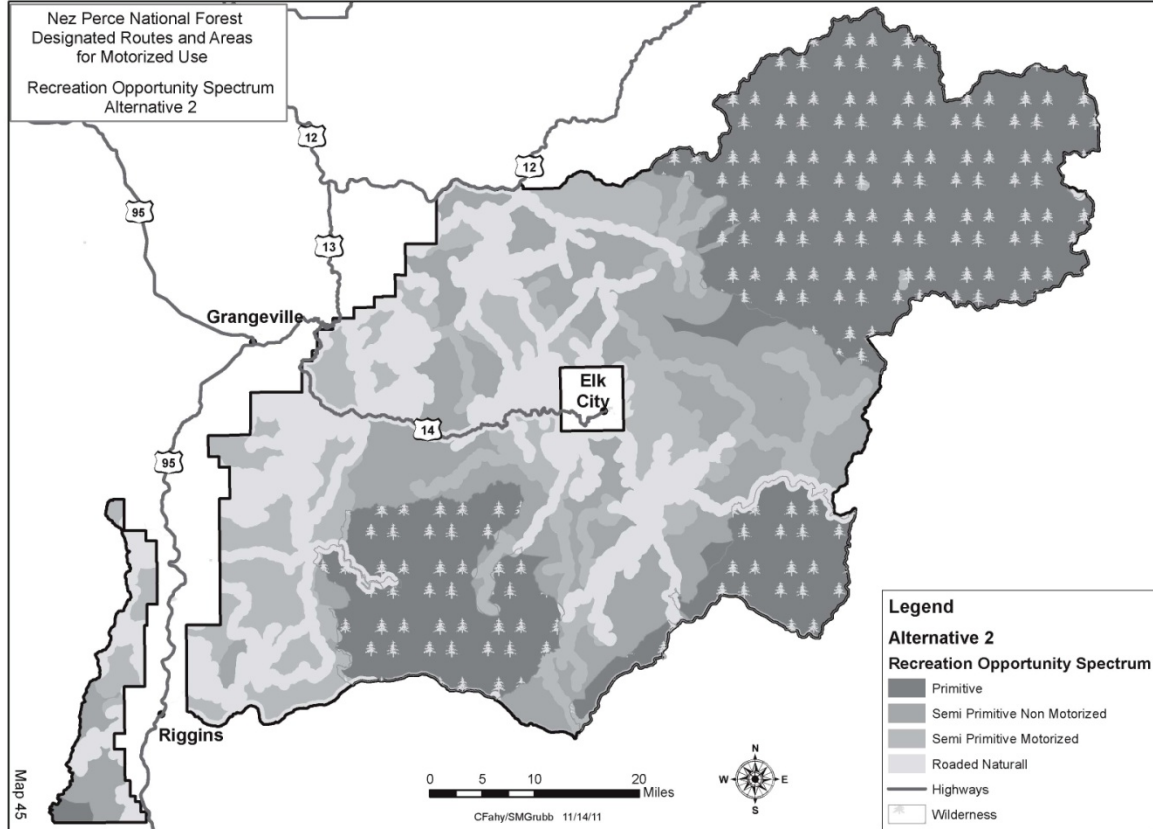 Nez Perce National Forest
Designated Routes and Areas
for Motorized Use
Recreation Opportunity Spectrum
Alternative 2
12
12
95
13
Grangeville
Elk
City
14
95
Riggins
Map 45
0 5 10 20
Miles
CFahy/SMGrubb 11/14/11
N
W E
S
Legend
Alternative 2
Recreation Opportunity Spectrum
Primitive
Semi Primitive Non Motorized
Semi Primitive Motorized
Roaded Naturall
Highways
Wilderness